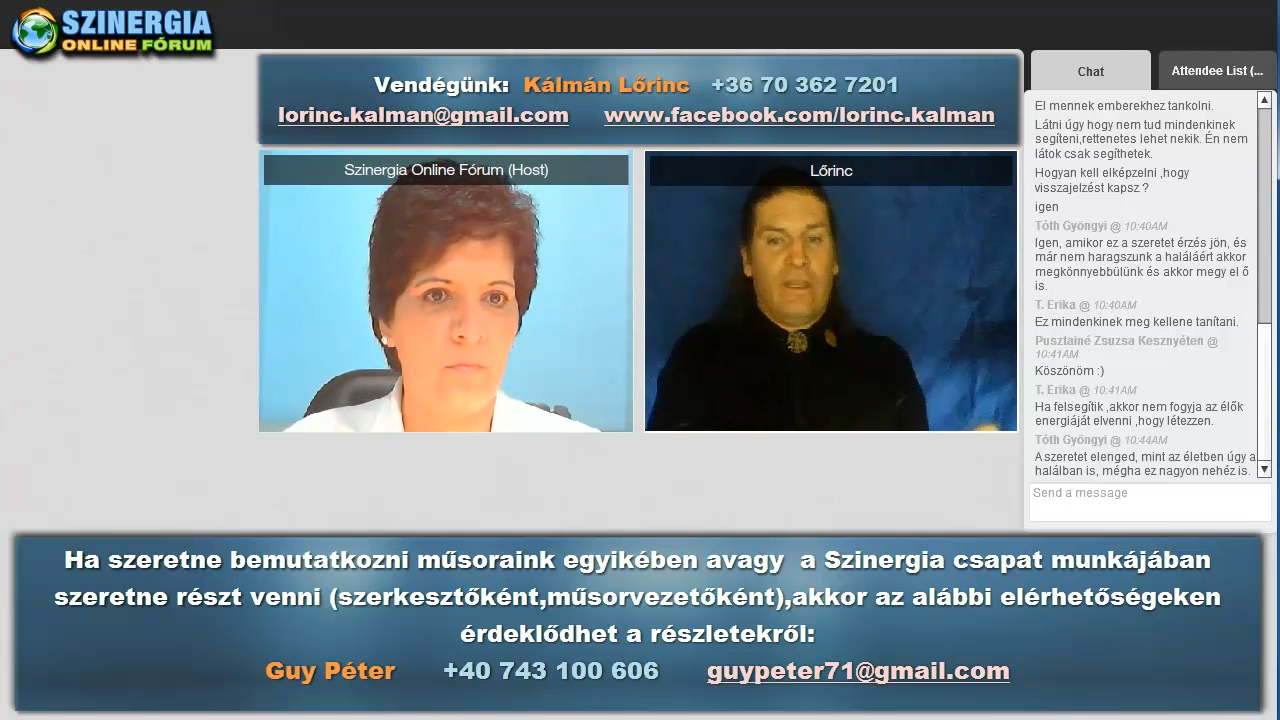 SZINERGIA
ONLINE FÓRUM
Vendégünk: Kálmán Lőrinc +36 70 362 7201
lorinc.kalman@gmail.com www.facebook.com/lorinc.kalman
Szinergia Online Fórum (Host)
Lőrinc
Chat
Attendee List (...
El mennek emberekhez tankolni.
Látni úgy hogy nem tud mindenkinek
segíteni,rettenetes lehet nekik. Én nem
látok csak segíthetek.
Hogyan kell elképzelni ,hogy
visszajelzést kapsz ?
igen
Tóth Gyöngyi @ 10:40AM
Igen, amikor ez a szeretet érzés jön, és
már nem haragszunk a haláláért akkor
megkönnyebbülünk és akkor megy el ő
is.
T. Erika @ 10:40AM
Ez mindenkinek meg kellene tanítani.
Pusztainé Zsuzsa Kesznyéten @
10:41AM
Köszönöm :)
T. Erika @ 10:41AM
Ha felsegítik ,akkor nem fogyja az élők
energiáját elvenni ,hogy létezzen.
Tóth Gyöngyi @ 10:44AM
A szeretet elenged, mint az életben úgy a
halálban is, mégha ez nagyon nehéz is.
Send a message
Ha szeretne bemutatkozni műsoraink egyikében avagy a Szinergia csapat munkájában
szeretne részt venni (szerkesztőként,műsorvezetőként),akkor az alábbi elérhetőségeken
érdeklődhet a részletekről:
Guy Péter +40 743 100 606 guypeter71@gmail.com